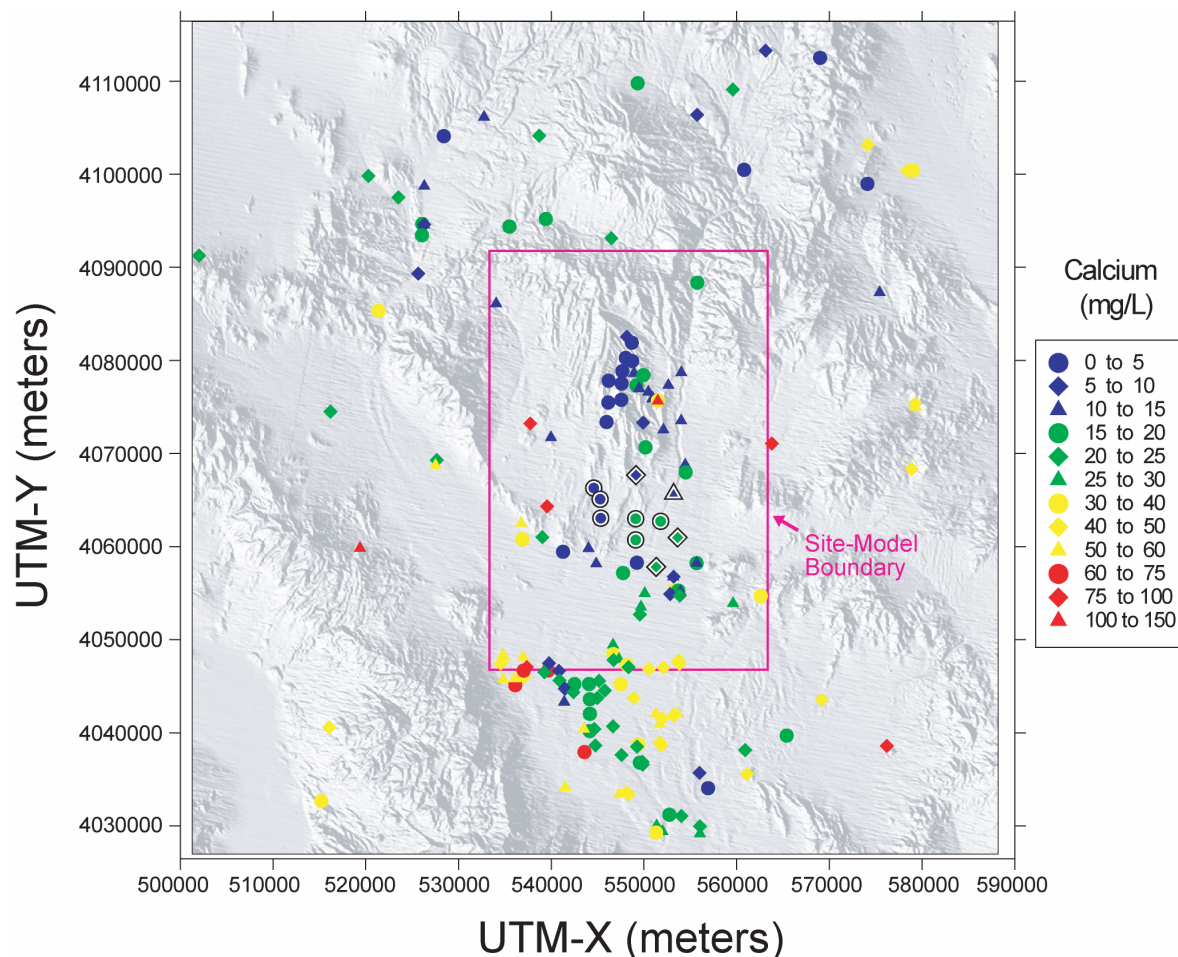 4110000
4100000
4090000
4080000
4070000
4060000
4050000
4040000
4030000
UTM-Y (meters)
500000 510000 520000 530000 540000 550000 560000 570000 580000 590000
UTM-X (meters)
Site-Model
Boundary
Calcium
(mg/L)
0 to 5
5 to 10
10 to 15
15 to 20
20 to 25
25 to 30
30 to 40
40 to 50
50 to 60
60 to 75
75 to 100
100 to 150